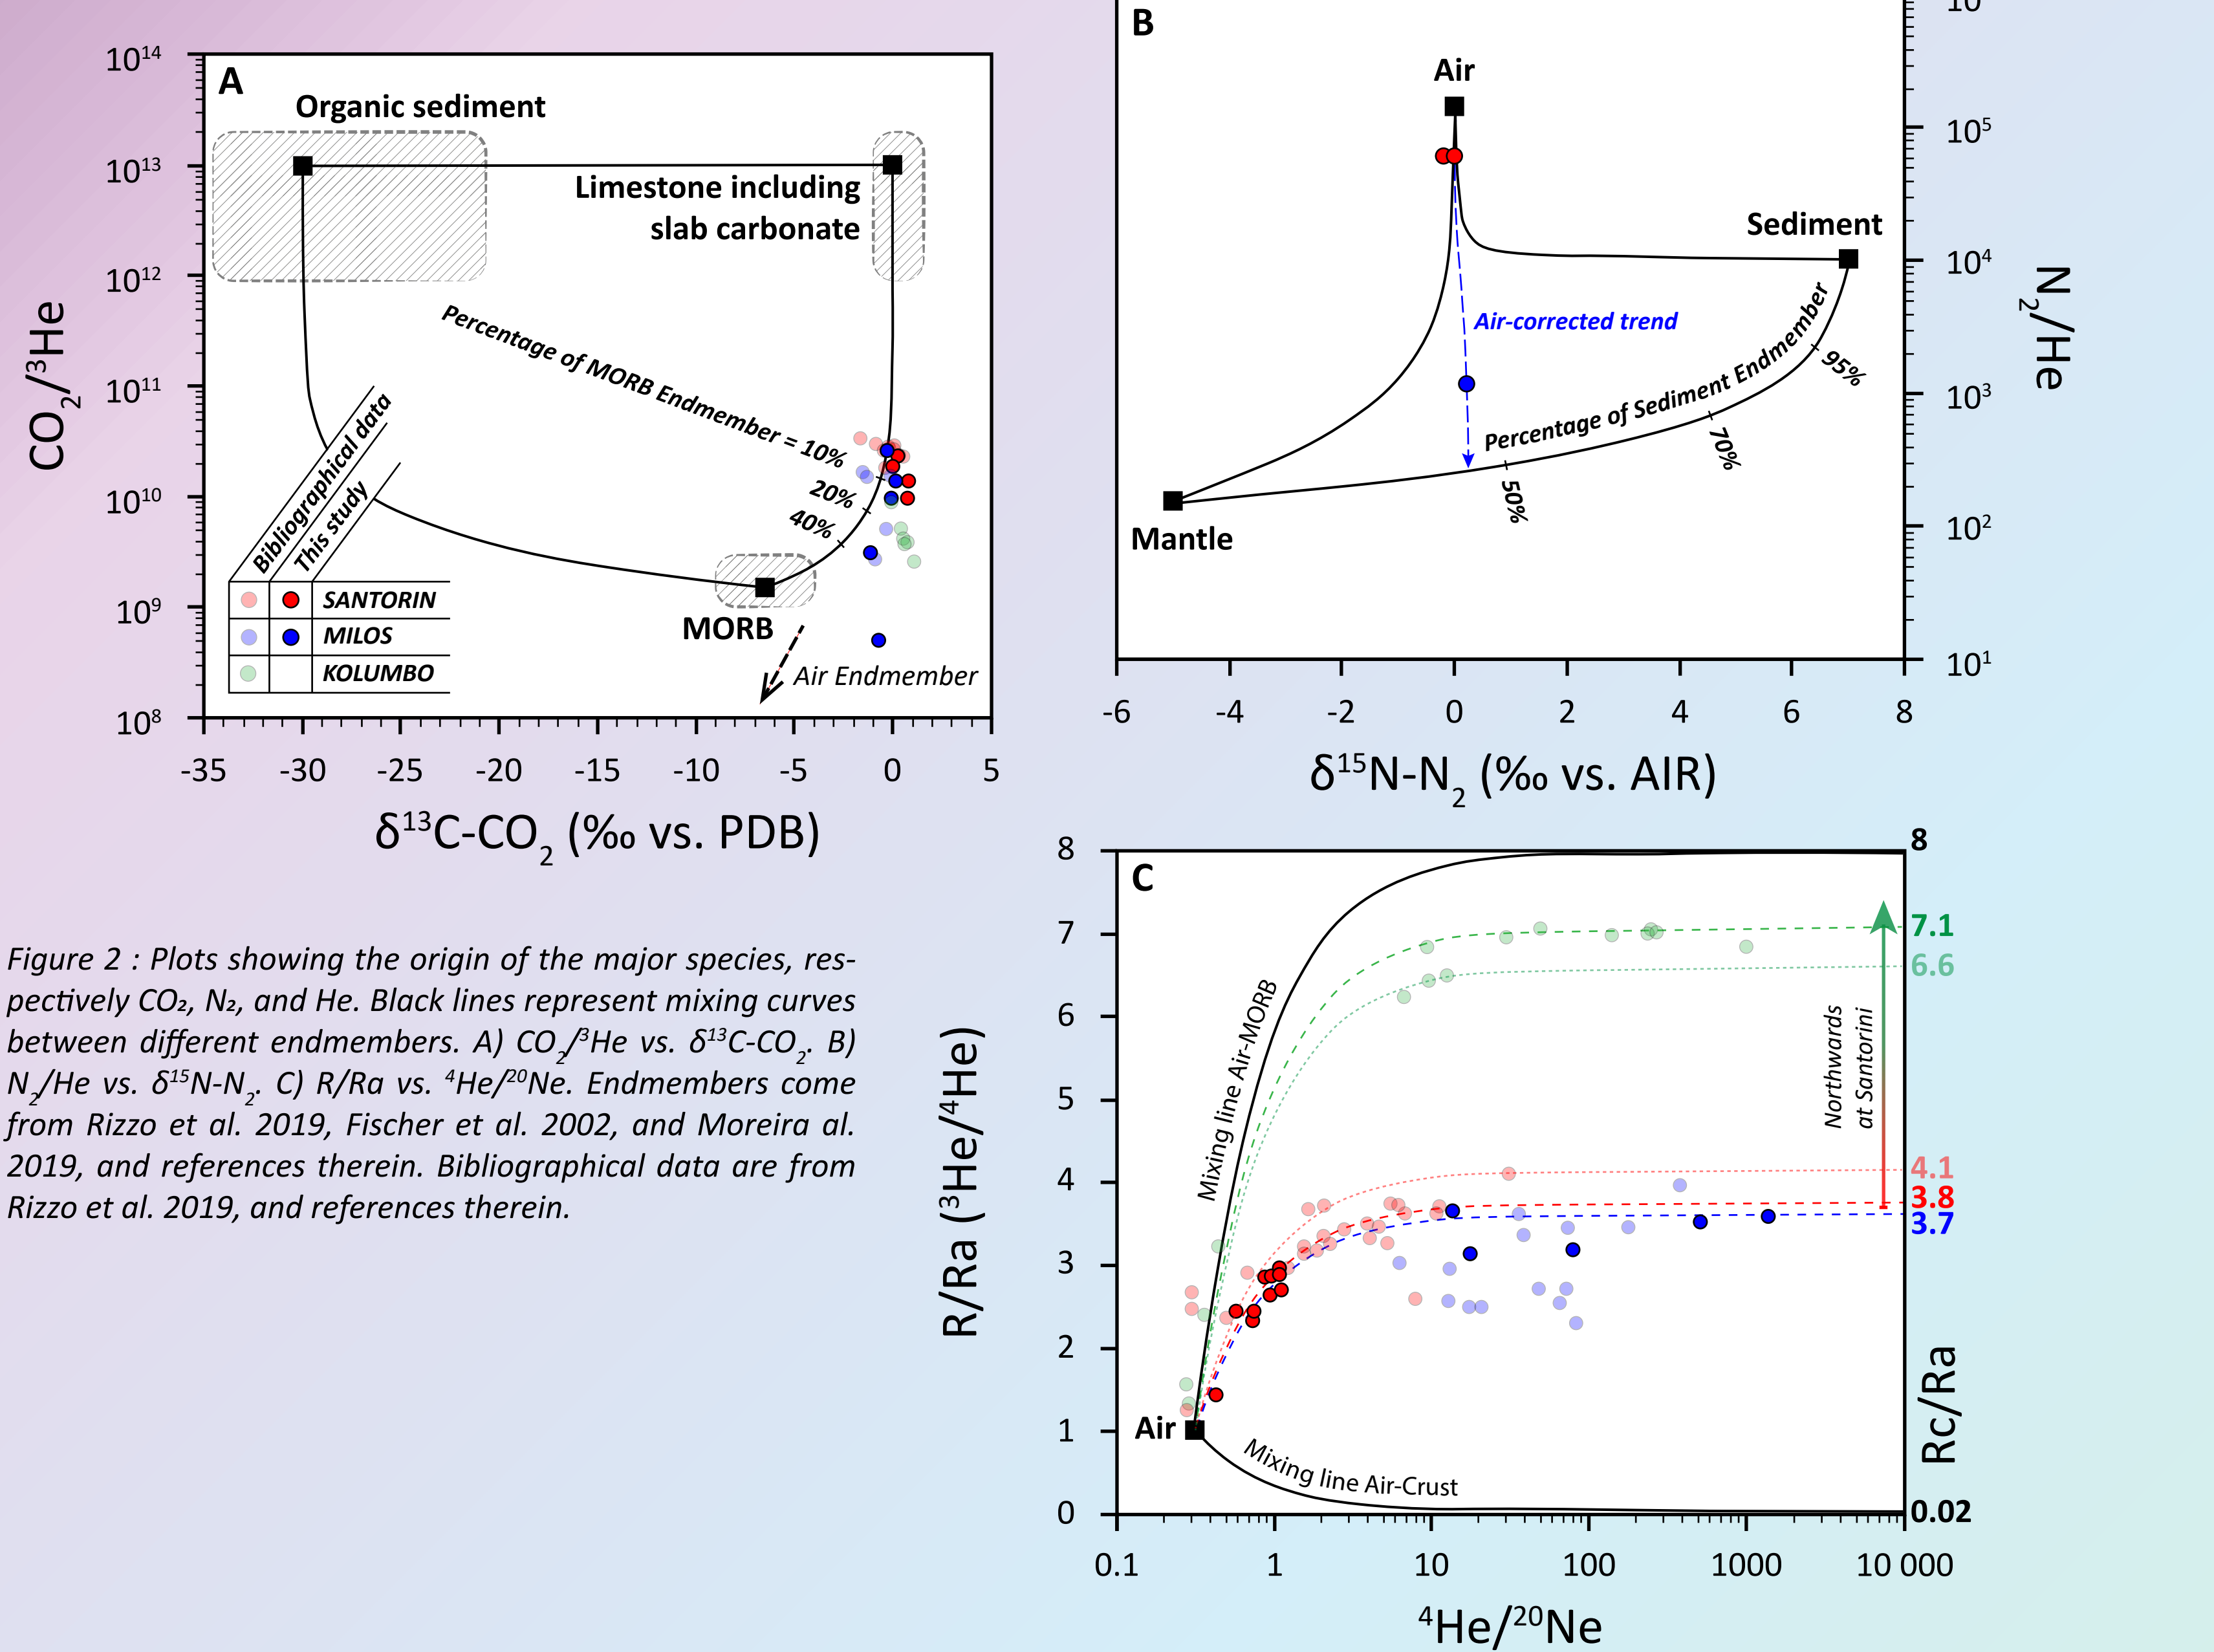 A
10¹⁴
10¹³
10¹²
10¹¹
10¹⁰
10⁹
10⁸
CO₂/³He
Organic sediment
Limestone including
slab carbonate
Percentage of MORB Endmember = 10%
20%
40%
Bibliographical data
This study
SANTORIN
MILOS
KOLUMBO
MORB
Air Endmember
-35 -30 -25 -20 -15 -10 -5 0 5
δ¹³C-CO₂ (‰ vs. PDB)
B
Air
Sediment
Air-corrected trend
Percentage of Sediment Endmember
95%
70%
50%
Mantle
10⁵
10⁴
10³
10²
10¹
N₂/He
-6 -4 -2 0 2 4 6 8
δ¹⁵N-N₂ (‰ vs. AIR)
Figure 2 : Plots showing the origin of the major species, res-
pectively CO₂, N₂, and He. Black lines represent mixing curves
between different endmembers. A) CO₂/³He vs. δ¹³C-CO₂. B)
N₂/He vs. δ¹⁵N-N₂. C) R/Ra vs. ⁴He/²⁰Ne. Endmembers come
from Rizzo et al. 2019, Fischer et al. 2002, and Moreira al.
2019, and references therein. Bibliographical data are from
Rizzo et al. 2019, and references therein.
C
8
7
6
5
4
3
2
1
0
R/Ra (³He/⁴He)
Mixing line Air-MORB
Air
Mixing line Air-Crust
Northwards
at Santorini
8
7.1
6.6
4.1
3.8
3.7
0.02
Rc/Ra
0.1 1 10 100 1000 10 000
⁴He/²⁰Ne